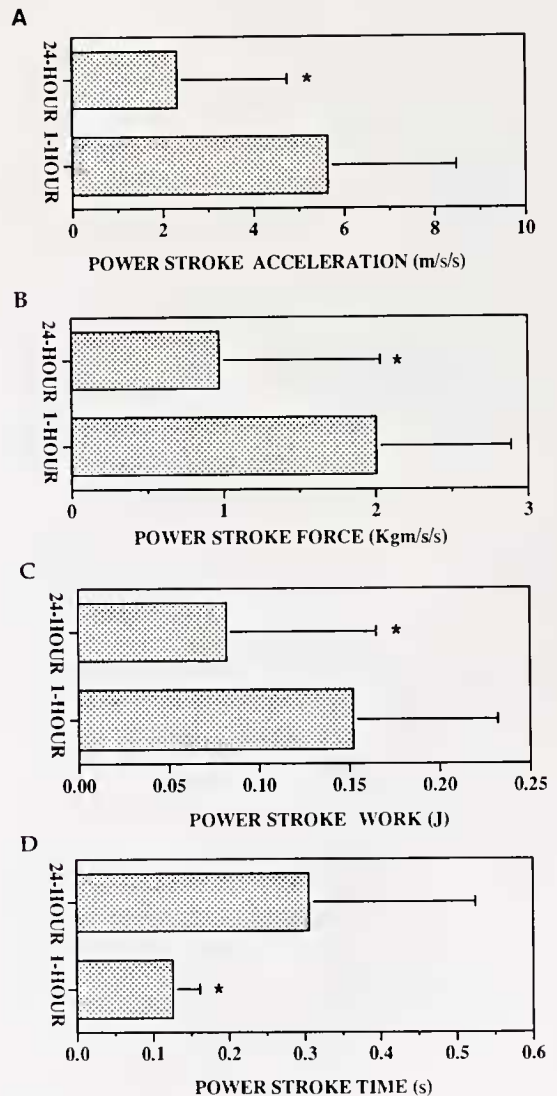 A
24-HOUR 1-HOUR
*
0 2 4 6 8 10
POWER STROKE ACCELERATION (m/s/s)
B
24-HOUR 1-HOUR
*
0 1 2 3
POWER STROKE FORCE (Kgm/s/s)
C
24-HOUR 1-HOUR
*
0.00 0.05 0.10 0.15 0.20 0.25
POWER STROKE WORK (J)
D
24-HOUR 1-HOUR
*
0.0 0.1 0.2 0.3 0.4 0.5 0.6
POWER STROKE TIME (s)